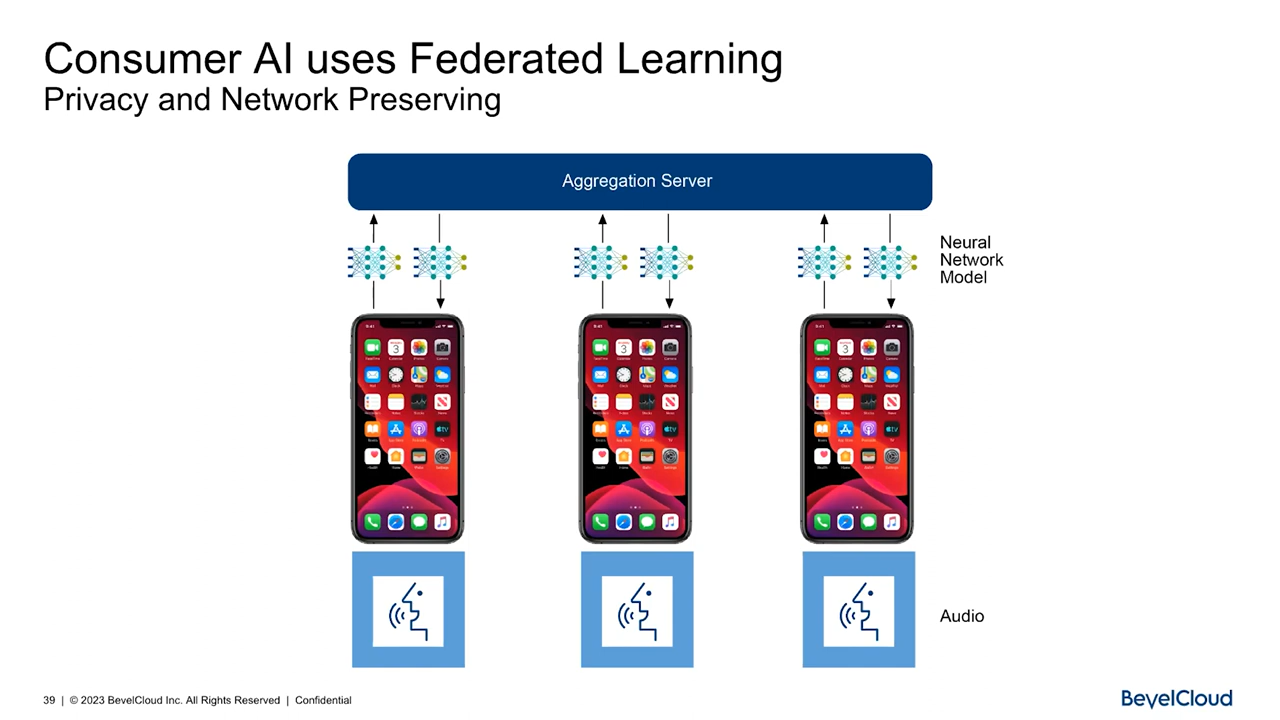 Consumer AI uses Federated Learning
Privacy and Network Preserving
Aggregation Server
Neural
Network
Model
Audio
39 | © 2023 BevelCloud Inc. All Rights Reserved | Confidential
BevelCloud